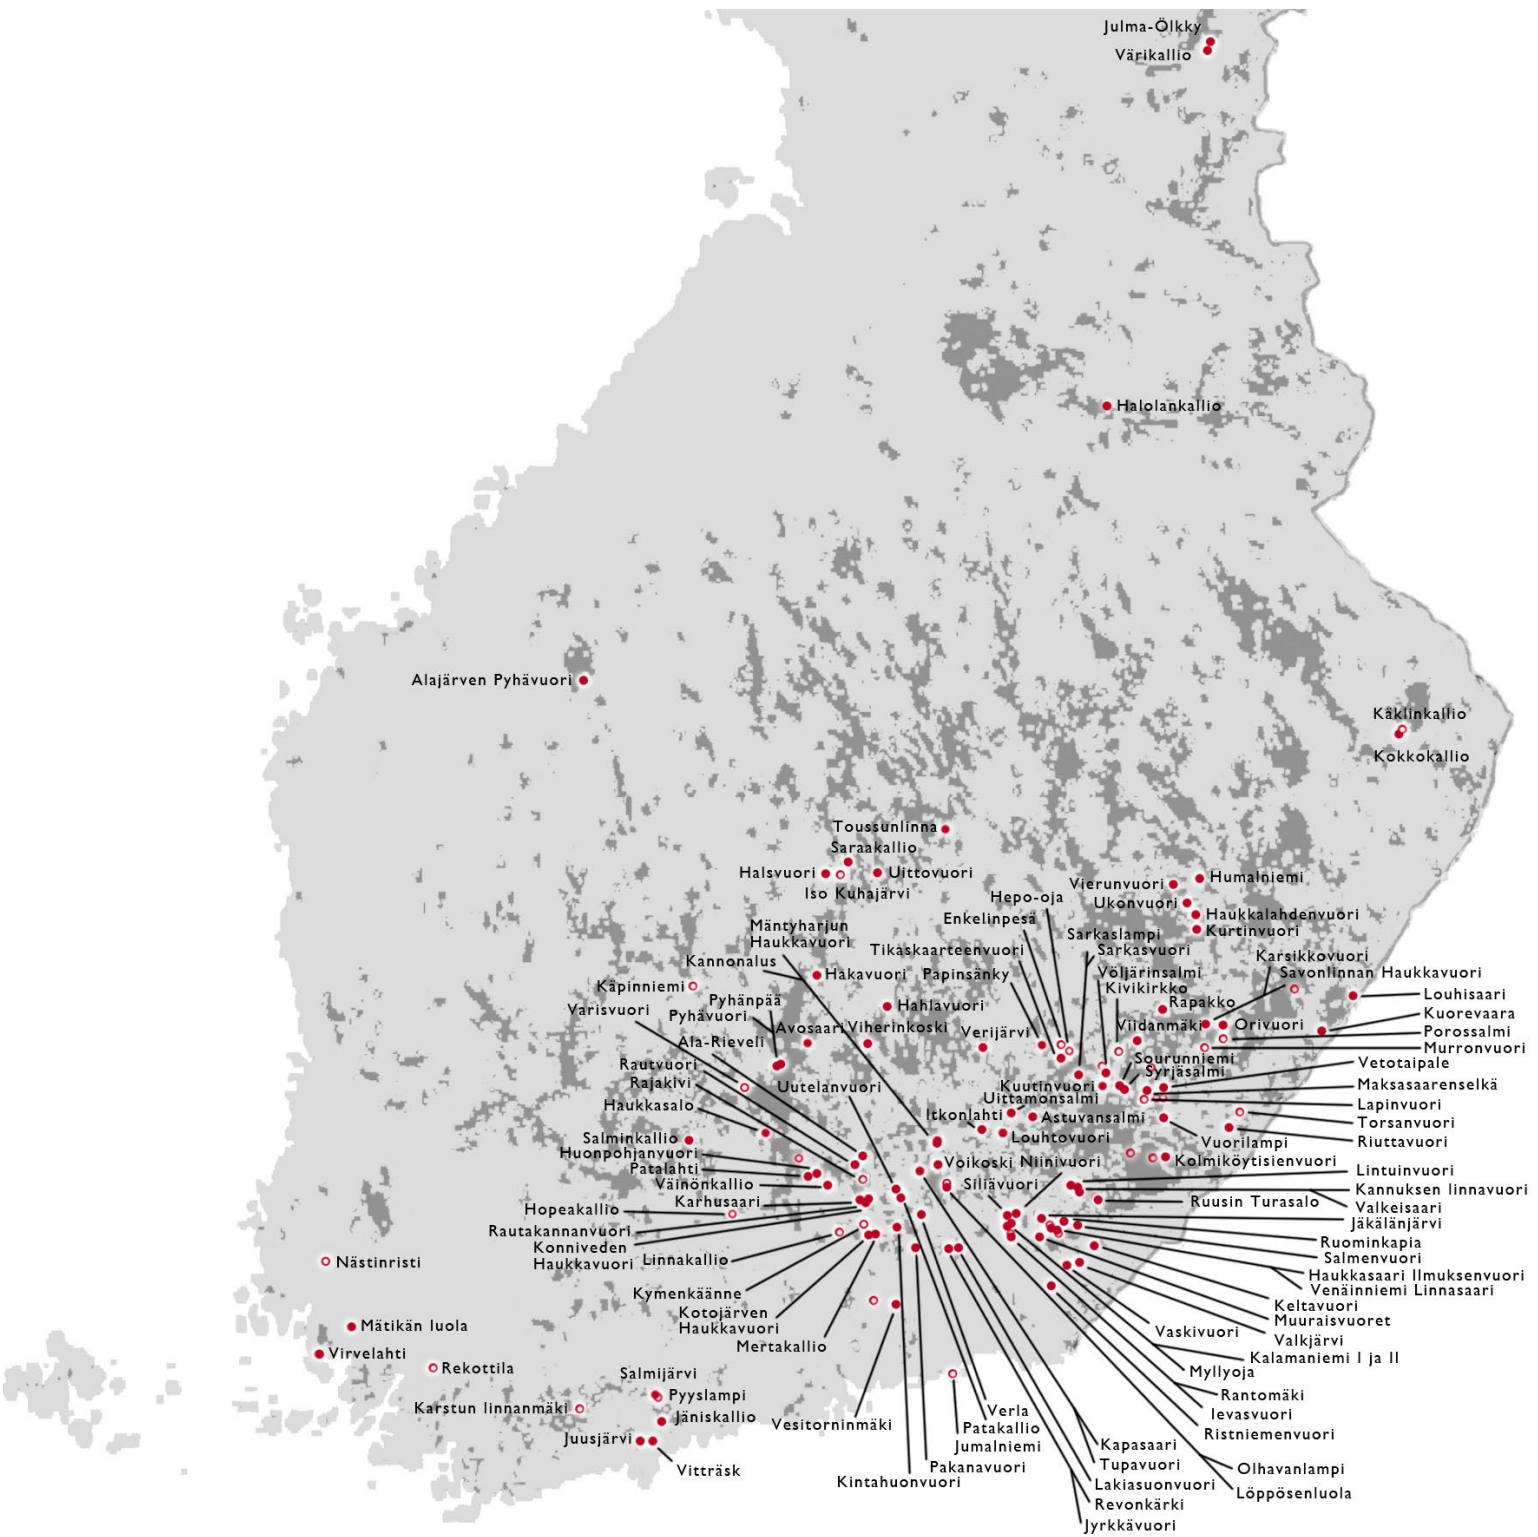 Julma-Ölkky
Värikallio
Halolankallio
Alajärven Pyhävuori
Käklinkallio
Kokkokallio
Toussunlinna
Saraakallio
Halsvuori
Uittovuori
Iso Kuhajärvi
Vierunvuori
Humalniemi
Ukonvuori
Haukkalahdenvuori
Kurtinvuori
Hepo-oja
Enkelinpesä
Mäntyharjun
Haukkavuori
Sarkaslampi
Sarkasvuori
Tikaskaarteenvuori
Karsikkovuori
Kannonalus
Hakavuori
Papinsänky
Völjärinsalmi
Savonlinnan Haukkavuori
Käpinniemi
Kivikirkko
Louhisaari
Pyhänpää
Hahlavuori
Rapakko
Varisvuori
Pyhävuori
Kuorevaara
Avosaari
Viherinkoski
Verijärvi
Viidanmäki
Orivuori
Porossalmi
Ala-Rieveli
Murronvuori
Rautvuori
Sourunniemi
Vetotaipale
Syrjäsalmi
Rajakivi
Uutelanvuori
Kuutinvuori
Maksasaarenselkä
Haukkasalo
Uittamonsalmi
Lapinvuori
Itkonlahti
Astuvansalmi
Torsanvuori
Salminkallio
Louhtovuori
Vuorilampi
Riuttavuori
Huonpohjanvuori
Voikoski
Niinivuori
Kolmiköytisienvuori
Patalahti
Lintuinvuori
Väinönkallio
Siliävuori
Kannuksen linnavuori
Karhusaari
Ruusin Turasalo
Valkeisaari
Hopeakallio
Jäkälänjärvi
Rautakannanvuori
Ruominkapia
Konniveden
Haukkavuori
Linnakallio
Salmenvuori
Nästinristi
Haukkasaari Ilmuksenvuori
Venäinniemi Linnasaari
Kymenkäänne
Keltavuori
Kotojärven
Haukkavuori
Muuraisvuoret
Mätikän luola
Vaskivuori
Valkjärvi
Mertakallio
Virvelahti
Kalamaniemi I ja II
Rekottila
Salmijärvi
Myllyoja
Pyyslampi
Rantomäki
Karstun linnanmäki
Jäniskallio
Vesitorninmäki
Verla
Ievasvuori
Patakallio
Ristniemenvuori
Juusjärvi
Jumalniemi
Kapasaari
Vitträsk
Pakanavuori
Tupavuori
Olhavanlampi
Kintahuonvuori
Lakiasuonvuori
Löppösenluola
Revonkärki
Jyrkkävuori